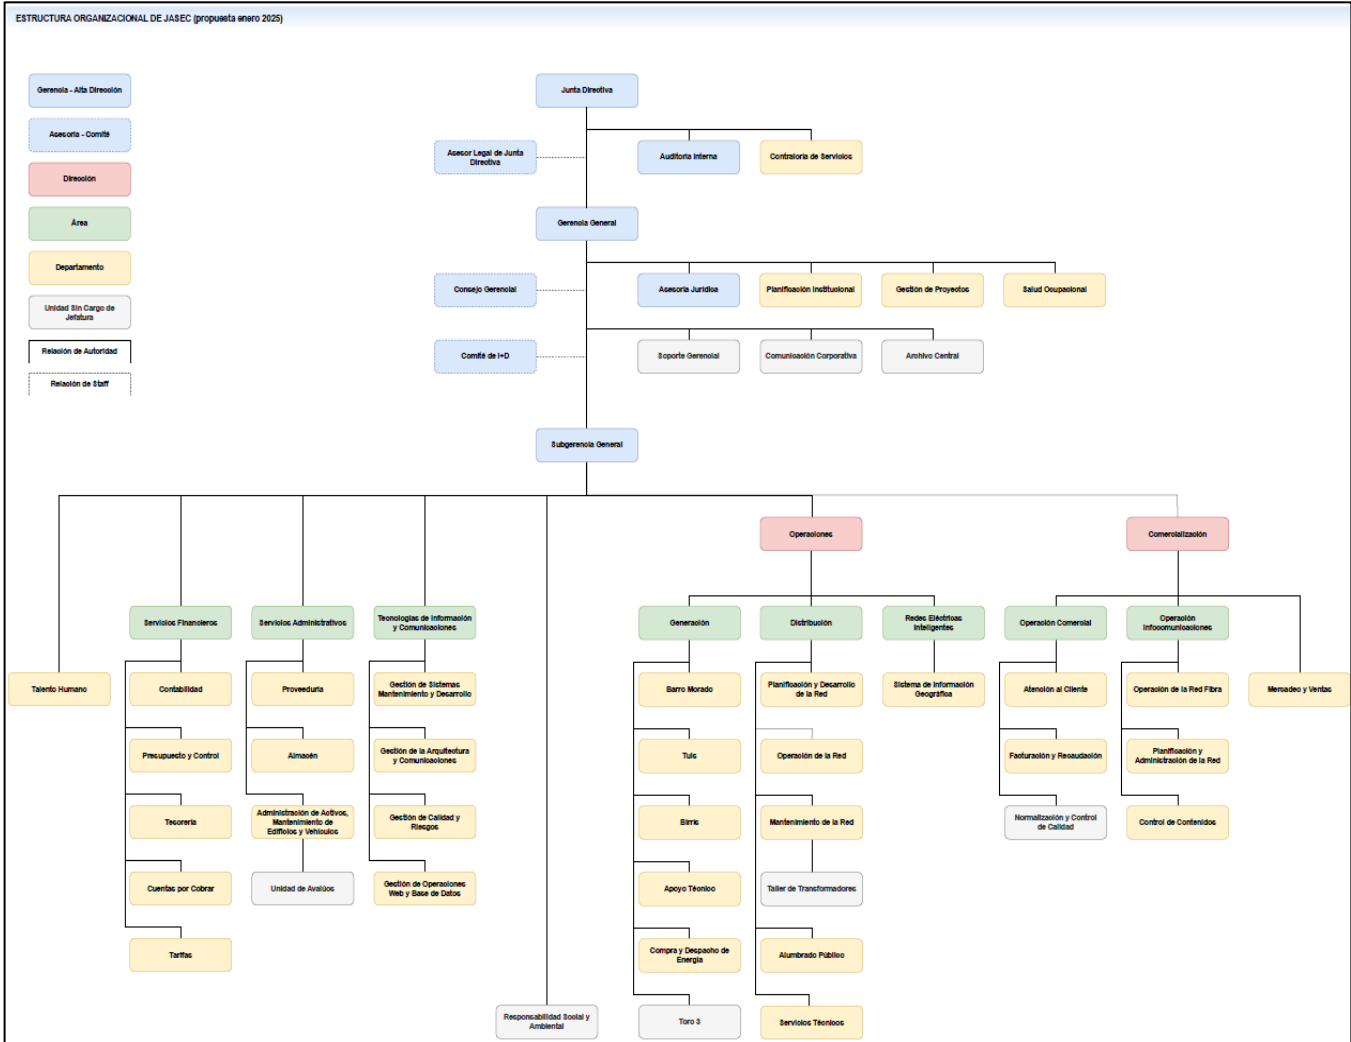 ESTRUCTURA ORGANIZACIONAL DE JASEC (propuesta enero 2025)
Gerencia - Alta Dirección
Asesoría - Comité
Dirección
Área
Departamento
Unidad Sin Cargo de
Jefatura
Relación de Autoridad
Relación de Staff
Junta Directiva
Asesor Legal de Junta
Directiva
Auditoría Interna
Contraloría de Servicios
Gerencia General
Consejo Gerencial
Asesoría Jurídica
Planificación Institucional
Gestión de Proyectos
Salud Ocupacional
Comité de I+D
Soporte Gerencial
Comunicación Corporativa
Archivo Central
Subgerencia General
Operaciones
Comercialización
Servicios Financieros
Servicios Administrativos
Tecnologías de Información
y Comunicaciones
Generación
Distribución
Redes Eléctricas
Inteligentes
Operación Comercial
Operación
Infocomunicaciones
Talento Humano
Contabilidad
Proveeduría
Gestión de Sistemas
Mantenimiento y Desarrollo
Barro Morado
Planificación y Desarrollo
de la Red
Sistema de Información
Geográfica
Atención al Cliente
Operación de la Red Fibra
Mercadeo y Ventas
Presupuesto y Control
Almacén
Gestión de la Arquitectura
y Comunicaciones
Tuis
Operación de la Red
Facturación y Recaudación
Planificación y
Administración de la Red
Tesorería
Administración de Activos,
Mantenimiento de
Edificios y Vehículos
Gestión de Calidad y
Riesgos
Birris
Mantenimiento de la Red
Normalización y Control
de Calidad
Control de Contenidos
Cuentas por Cobrar
Unidad de Avalúos
Gestión de Operaciones
Web y Base de Datos
Apoyo Técnico
Taller de Transformadores
Tarifas
Compra y Despacho de
Energía
Alumbrado Público
Responsabilidad Social y
Ambiental
Toro 3
Servicios Técnicos